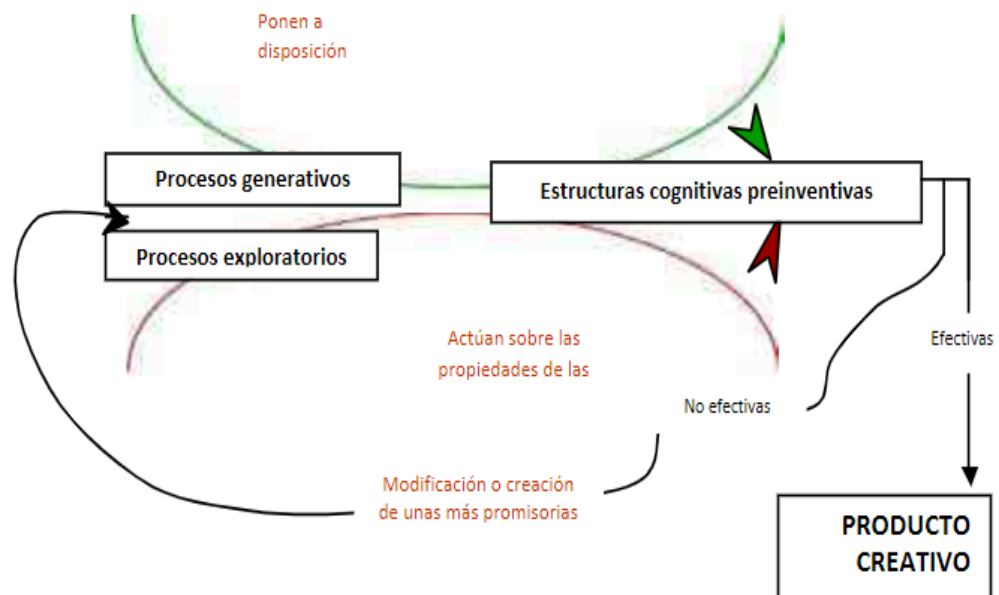 Ponen a
disposición
Procesos generativos
Estructuras cognitivas preinventivas
Procesos exploratorios
Actúan sobre las
propiedades de las
Efectivas
No efectivas
Modificación o creación
de unas más promisorias
PRODUCTO
CREATIVO